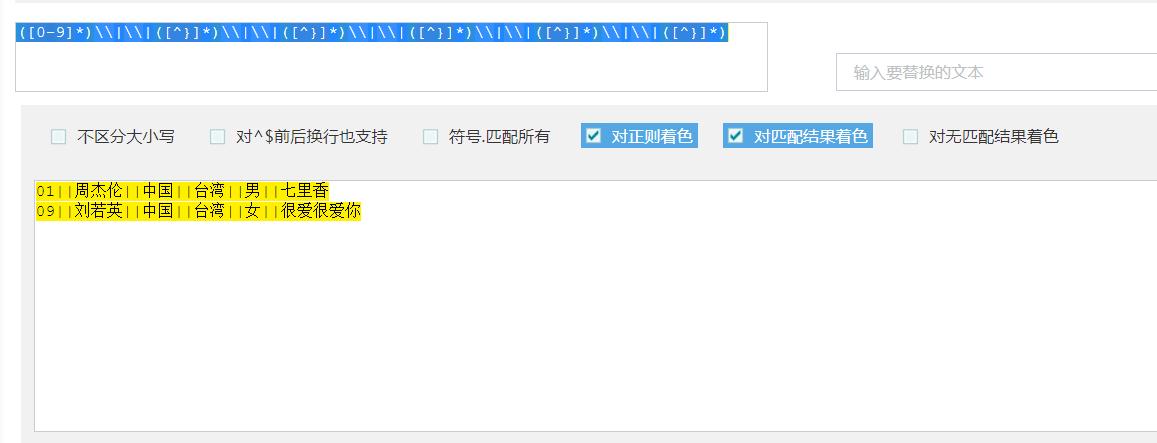 ([0-9]*)\\|\\|([^}]*)\\|\\|([^}]*)\\|\\|([^}]*)\\|\\|([^}]*)\\|\\|([^}]*)
输入要替换的文本
不区分大小写 对^$前后换行也支持 符号.匹配所有 对正则着色 对匹配结果着色 对无匹配结果着色
01||周杰伦||中国||台湾||男||七里香
09||刘若英||中国||台湾||女||很爱很爱你